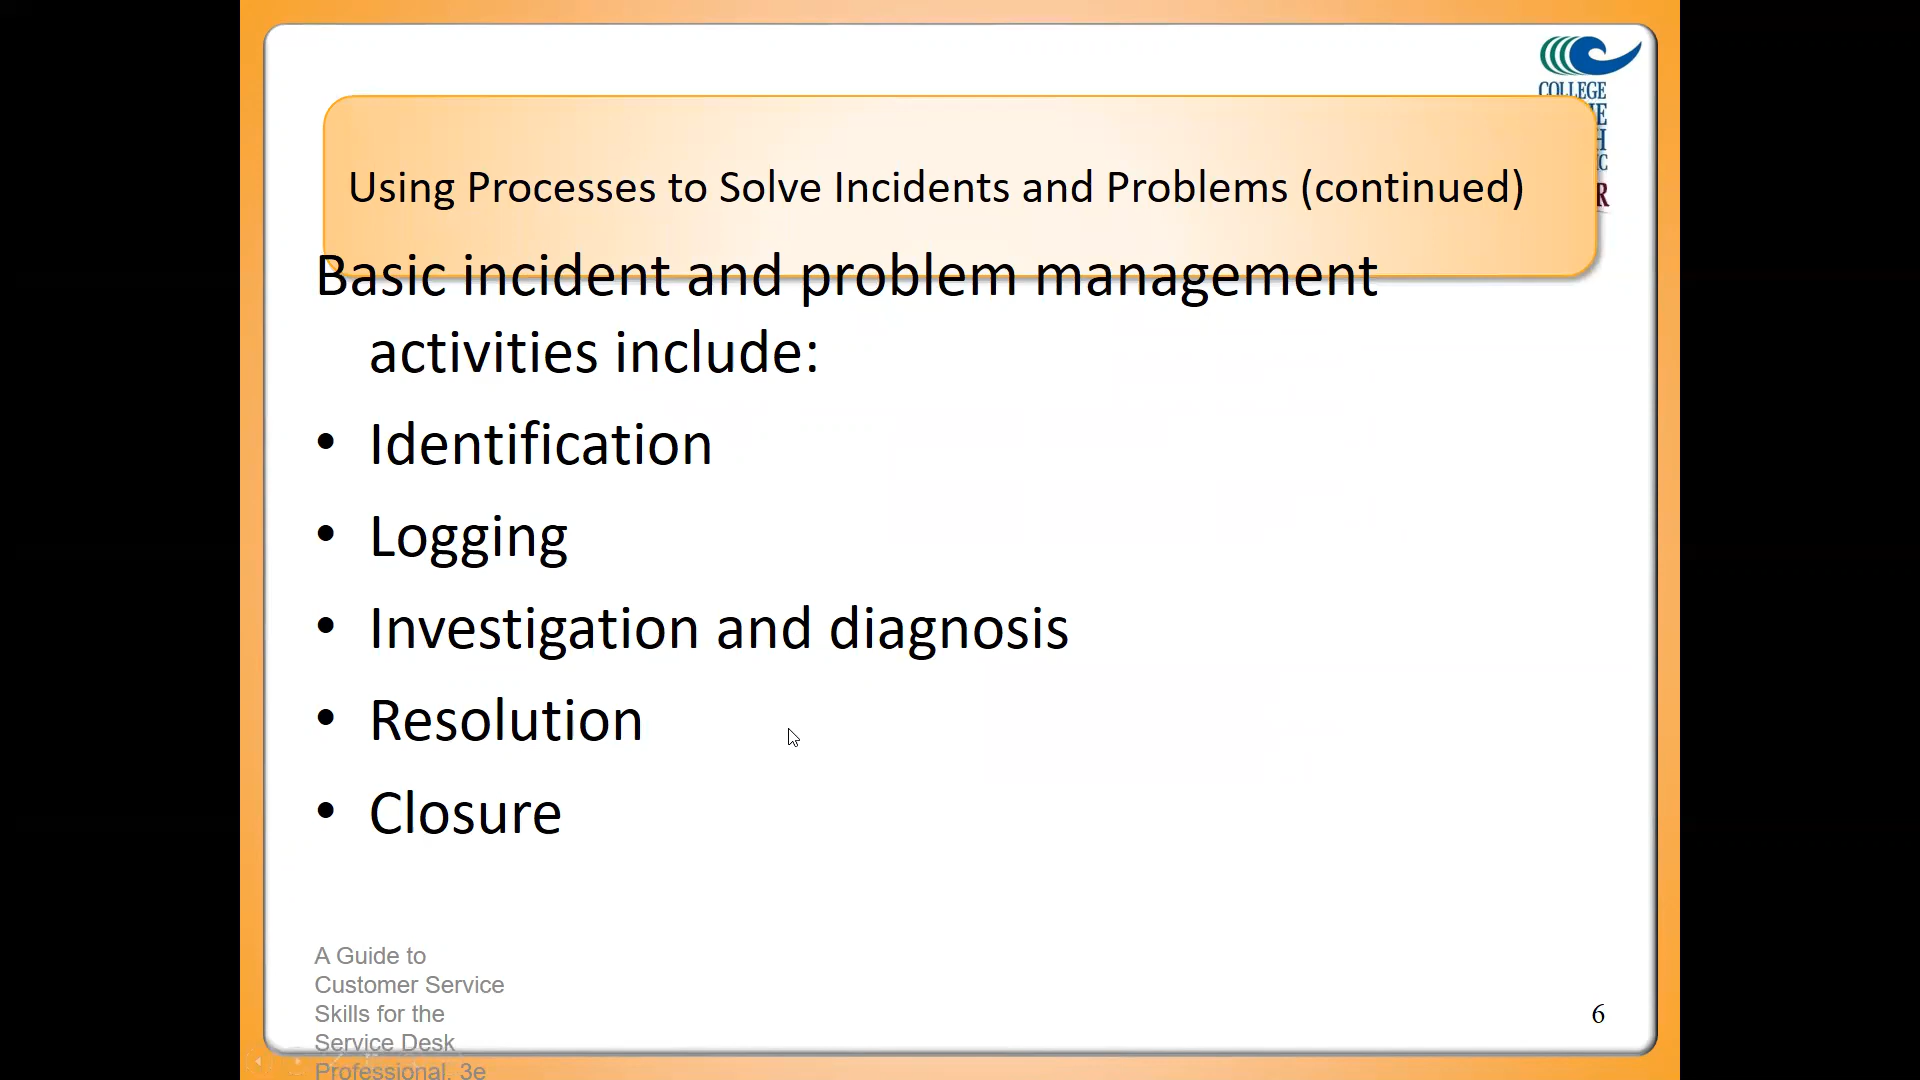 COLLEGE
Using Processes to Solve Incidents and Problems (continued)
Basic incident and problem management
activities include:
• Identification
• Logging
• Investigation and diagnosis
• Resolution
• Closure
A Guide to
Customer Service
Skills for the
Service Desk
Professional, 3e
6